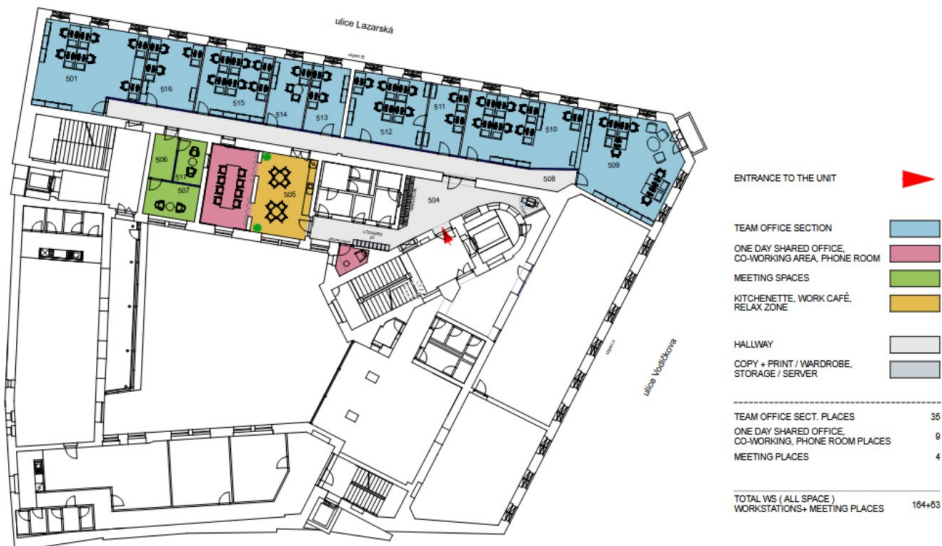 ulice Lazarská
501
516
515
514
513
512
511
510
509
508
506
517
507
505
504
ulice Vodičkova
ENTRANCE TO THE UNIT
TEAM OFFICE SECTION
ONE DAY SHARED OFFICE,
CO-WORKING AREA, PHONE ROOM
MEETING SPACES
KITCHENETTE, WORK CAFÉ,
RELAX ZONE
HALLWAY
COPY + PRINT / WARDROBE,
STORAGE / SERVER
TEAM OFFICE SECT. PLACES 35
ONE DAY SHARED OFFICE,
CO-WORKING, PHONE ROOM PLACES 9
MEETING PLACES 4
TOTAL WS ( ALL SPACE )
WORKSTATIONS+ MEETING PLACES 164+63